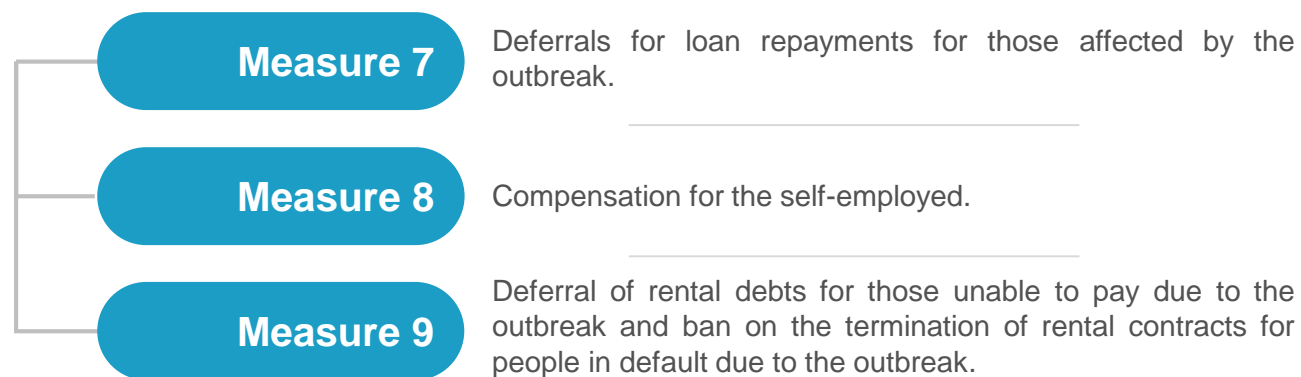 Measure 7
Deferrals for loan repayments for those affected by the
outbreak.
Measure 8
Compensation for the self-employed.
Measure 9
Deferral of rental debts for those unable to pay due to the
outbreak and ban on the termination of rental contracts for
people in default due to the outbreak.